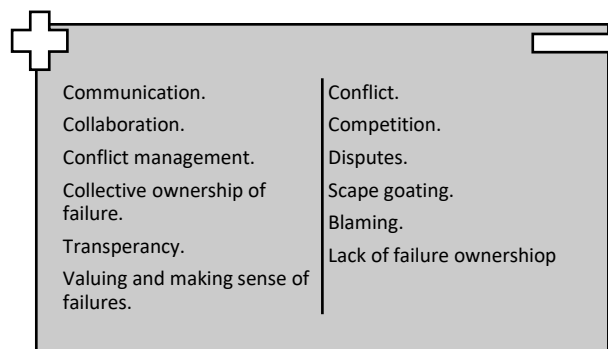 Communication.
Collaboration.
Conflict management.
Collective ownership of
failure.
Transperancy.
Valuing and making sense of
failures.
Conflict.
Competition.
Disputes.
Scape goating.
Blaming.
Lack of failure ownershiop